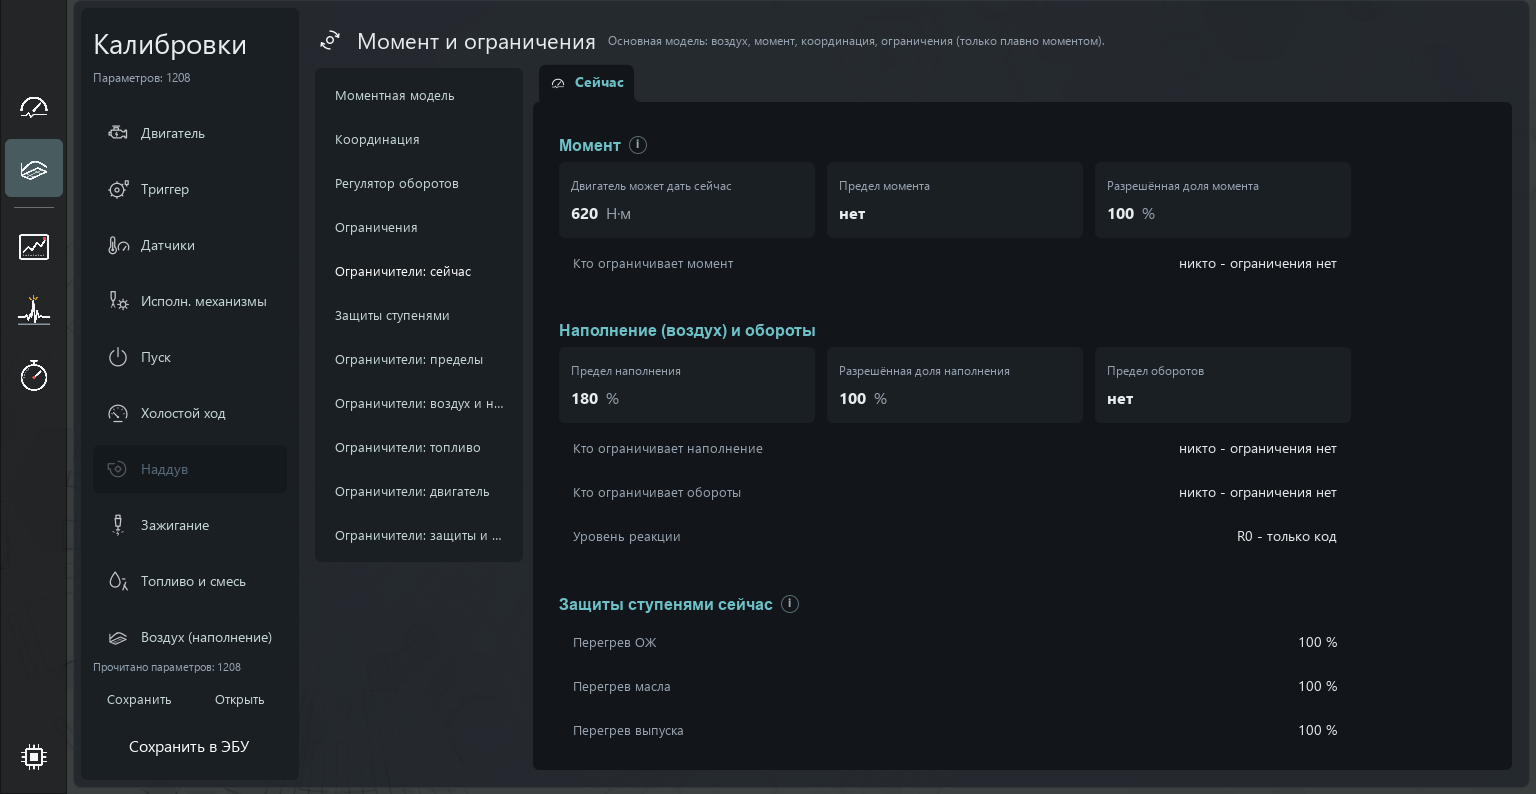 Калибровки
Параметров: 1208
Двигатель
Триггер
Датчики
Исполн. механизмы
Пуск
Холостой ход
Наддув
Зажигание
Топливо и смесь
Воздух (наполнение)
Прочитано параметров: 1208
Сохранить
Открыть
Сохранить в ЭБУ
Момент и ограничения
Основная модель: воздух, момент, координация, ограничения (только плавно моментом).
Моментная модель
Координация
Регулятор оборотов
Ограничения
Ограничители: сейчас
Защиты ступенями
Ограничители: пределы
Ограничители: воздух и н...
Ограничители: топливо
Ограничители: двигатель
Ограничители: защиты и ...
Сейчас
Момент
Двигатель может дать сейчас
620 Н·м
Предел момента
нет
Разрешённая доля момента
100 %
Кто ограничивает момент
никто - ограничения нет
Наполнение (воздух) и обороты
Предел наполнения
180 %
Разрешённая доля наполнения
100 %
Предел оборотов
нет
Кто ограничивает наполнение
никто - ограничения нет
Кто ограничивает обороты
никто - ограничения нет
Уровень реакции
R0 - только код
Защиты ступенями сейчас
Перегрев ОЖ
100 %
Перегрев масла
100 %
Перегрев выпуска
100 %